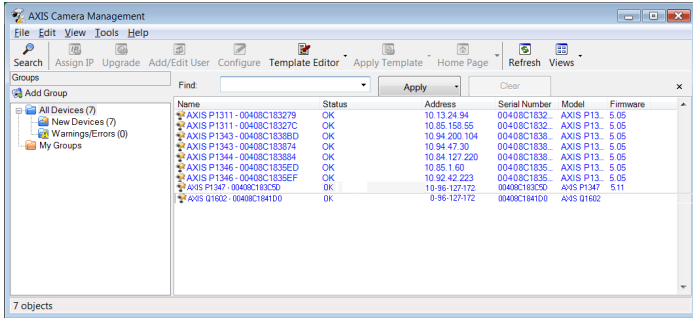 AXIS Camera Management
File Edit View Tools Help
Search Assign IP Upgrade Add/Edit User Configure Template Editor Apply Template Home Page Refresh Views
Groups
Add Group
Find: Apply Clear x
All Devices (7)
New Devices (7)
Warnings/Errors (0)
My Groups
Name Status Address Serial Number Model Firmware
AXIS P1311 - 00408C183279 OK 10.13.24.94 00408C1832... AXIS P13... 5.05
AXIS P1311 - 00408C18327C OK 10.85.158.55 00408C1832... AXIS P13... 5.05
AXIS P1343 - 00408C1838BD OK 10.94.200.104 00408C1838... AXIS P13... 5.05
AXIS P1343 - 00408C183874 OK 10.94.47.30 00408C1838... AXIS P13... 5.05
AXIS P1344 - 00408C183884 OK 10.84.127.220 00408C1838... AXIS P13... 5.05
AXIS P1346 - 00408C1835ED OK 10.85.1.60 00408C1835... AXIS P13... 5.05
AXIS P1346 - 00408C1835EF OK 10.92.42.223 00408C1835... AXIS P13... 5.05
AXIS P1347 - 00408C183C5D OK 10-96-127-172 00408C183C5D AXIS P1347 5.11
AXIS Q1602 - 00408C1841D0 OK 0-96-127-172 00408C1841D0 AXIS Q1602
7 objects